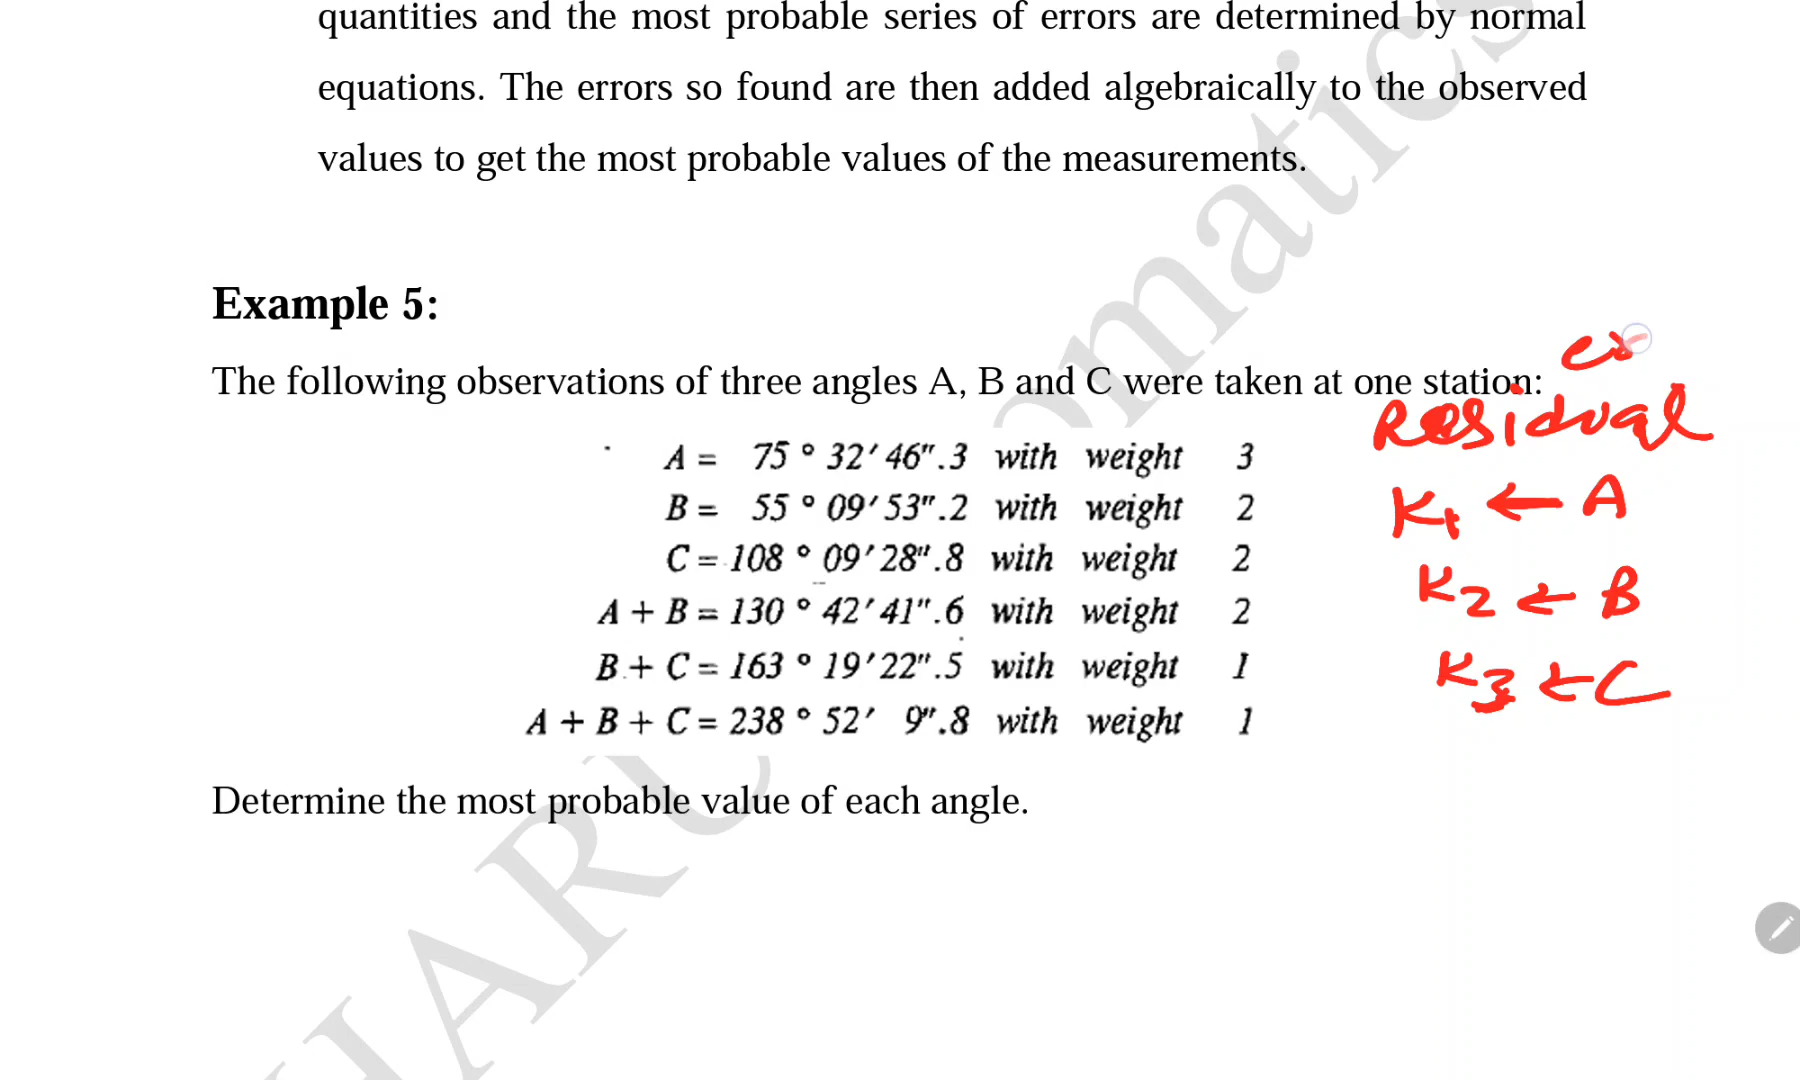 quantities and the most probable series of errors are determined by normal
equations. The errors so found are then added algebraically to the observed
values to get the most probable values of the measurements.
Example 5:
The following observations of three angles A, B and C were taken at one station:
A = 75° 32′ 46″.3 with weight 3
B = 55° 09′ 53″.2 with weight 2
C = 108° 09′ 28″.8 with weight 2
A + B = 130° 42′ 41″.6 with weight 2
B + C = 163° 19′ 22″.5 with weight 1
A + B + C = 238° 52′ 9″.8 with weight 1
Determine the most probable value of each angle.
Residual
K1 ← A
K2 ← B
K3 ← C